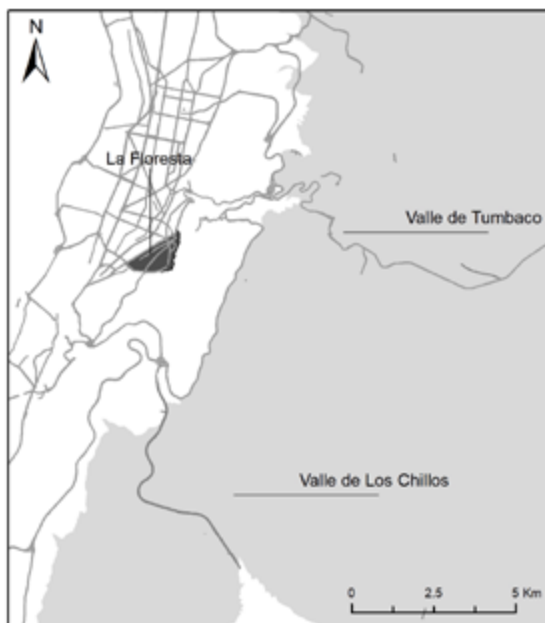 N
La Floresta
Valle de Tumbaco
Valle de Los Chillos
0 2.5 5 Km